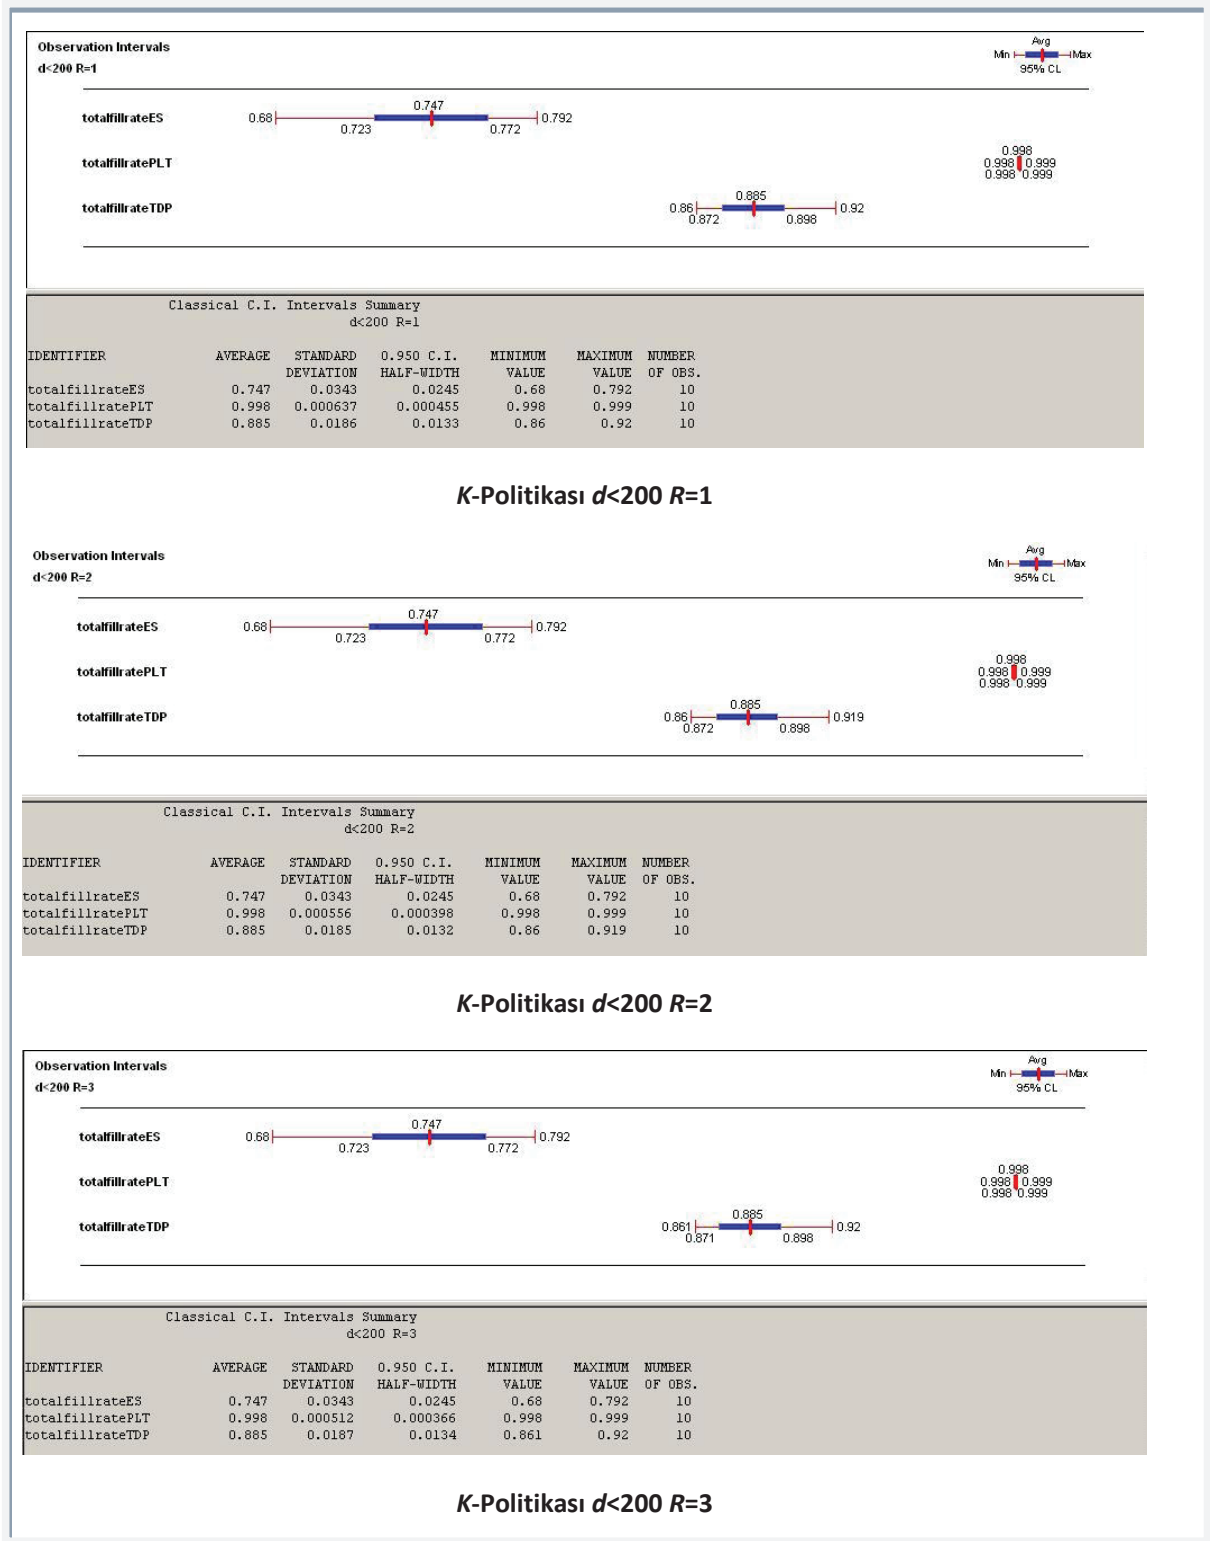 Observation Intervals
d<200 R=1
Avg
Min Max
95% CL
totalfillrateES 0.68 0.723 0.747 0.772 0.792
totalfillratePLT 0.998
0.998 0.999
0.998 0.999
totalfillrateTDP 0.86 0.872 0.885 0.898 0.92
Classical C.I. Intervals Summary
d<200 R=1
IDENTIFIER AVERAGE STANDARD 0.950 C.I. MINIMUM MAXIMUM NUMBER
DEVIATION HALF-WIDTH VALUE VALUE OF OBS.
totalfillrateES 0.747 0.0343 0.0245 0.68 0.792 10
totalfillratePLT 0.998 0.000637 0.000455 0.998 0.999 10
totalfillrateTDP 0.885 0.0186 0.0133 0.86 0.92 10
K-Politikası d<200 R=1
Observation Intervals
d<200 R=2
Avg
Min Max
95% CL
totalfillrateES 0.68 0.723 0.747 0.772 0.792
totalfillratePLT 0.998
0.998 0.999
0.998 0.999
totalfillrateTDP 0.86 0.872 0.885 0.898 0.919
Classical C.I. Intervals Summary
d<200 R=2
IDENTIFIER AVERAGE STANDARD 0.950 C.I. MINIMUM MAXIMUM NUMBER
DEVIATION HALF-WIDTH VALUE VALUE OF OBS.
totalfillrateES 0.747 0.0343 0.0245 0.68 0.792 10
totalfillratePLT 0.998 0.000556 0.000398 0.998 0.999 10
totalfillrateTDP 0.885 0.0185 0.0132 0.86 0.919 10
K-Politikası d<200 R=2
Observation Intervals
d<200 R=3
Avg
Min Max
95% CL
totalfillrateES 0.68 0.723 0.747 0.772 0.792
totalfillratePLT 0.998
0.998 0.999
0.998 0.999
totalfillrateTDP 0.861 0.871 0.885 0.898 0.92
Classical C.I. Intervals Summary
d<200 R=3
IDENTIFIER AVERAGE STANDARD 0.950 C.I. MINIMUM MAXIMUM NUMBER
DEVIATION HALF-WIDTH VALUE VALUE OF OBS.
totalfillrateES 0.747 0.0343 0.0245 0.68 0.792 10
totalfillratePLT 0.998 0.000512 0.000366 0.998 0.999 10
totalfillrateTDP 0.885 0.0187 0.0134 0.861 0.92 10
K-Politikası d<200 R=3